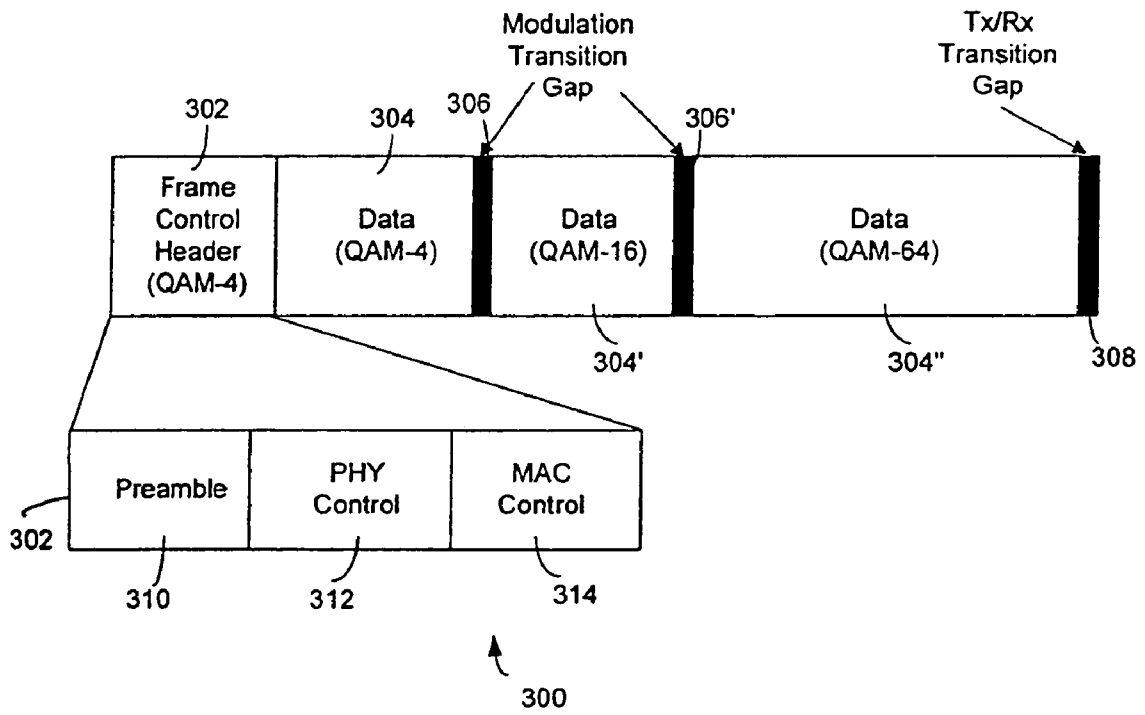 Modulation
Transition
Gap
Tx/Rx
Transition
Gap
302
304
306
306'
Frame
Control
Header
(QAM-4)
Data
(QAM-4)
Data
(QAM-16)
Data
(QAM-64)
304'
304"
308
Preamble
PHY
Control
MAC
Control
302
310
312
314
300